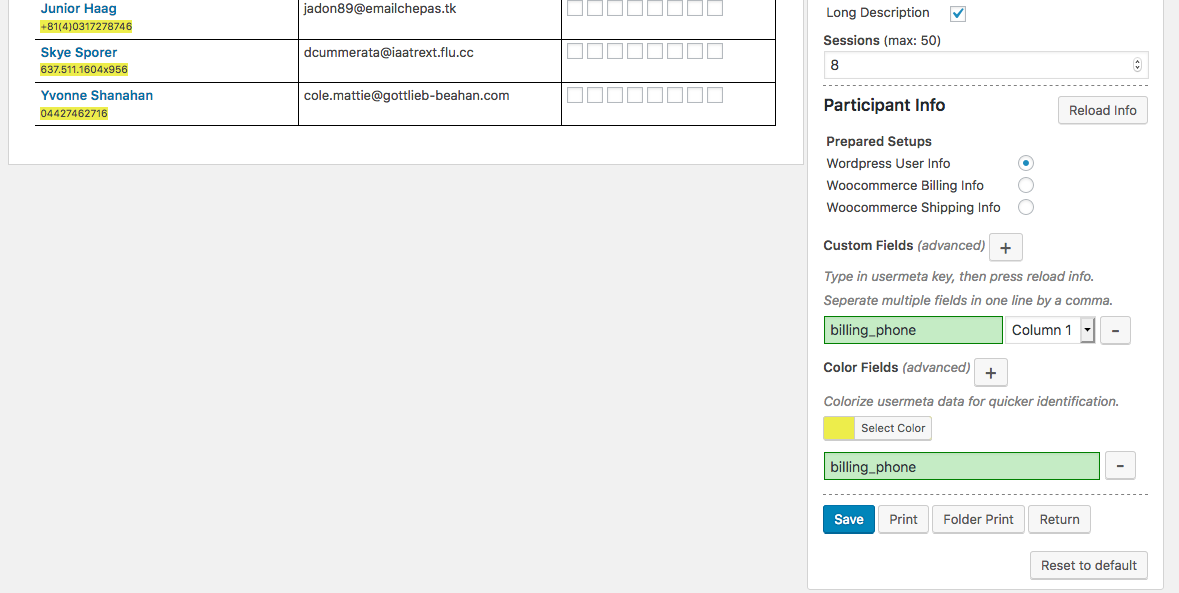 Junior Haag
jadon89@emailchepas.tk
+81(4)0317278746
Skye Sporer
dcummerata@iaatrext.flu.cc
637.511.1604x956
Yvonne Shanahan
cole.mattie@gottlieb-beahan.com
04427462716
Long Description
Sessions (max: 50)
8
Participant Info
Reload Info
Prepared Setups
Wordpress User Info
Woocommerce Billing Info
Woocommerce Shipping Info
Custom Fields (advanced) +
Type in usermeta key, then press reload info.
Seperate multiple fields in one line by a comma.
billing_phone Column 1 -
Color Fields (advanced) +
Colorize usermeta data for quicker identification.
Select Color
billing_phone -
Save Print Folder Print Return
Reset to default